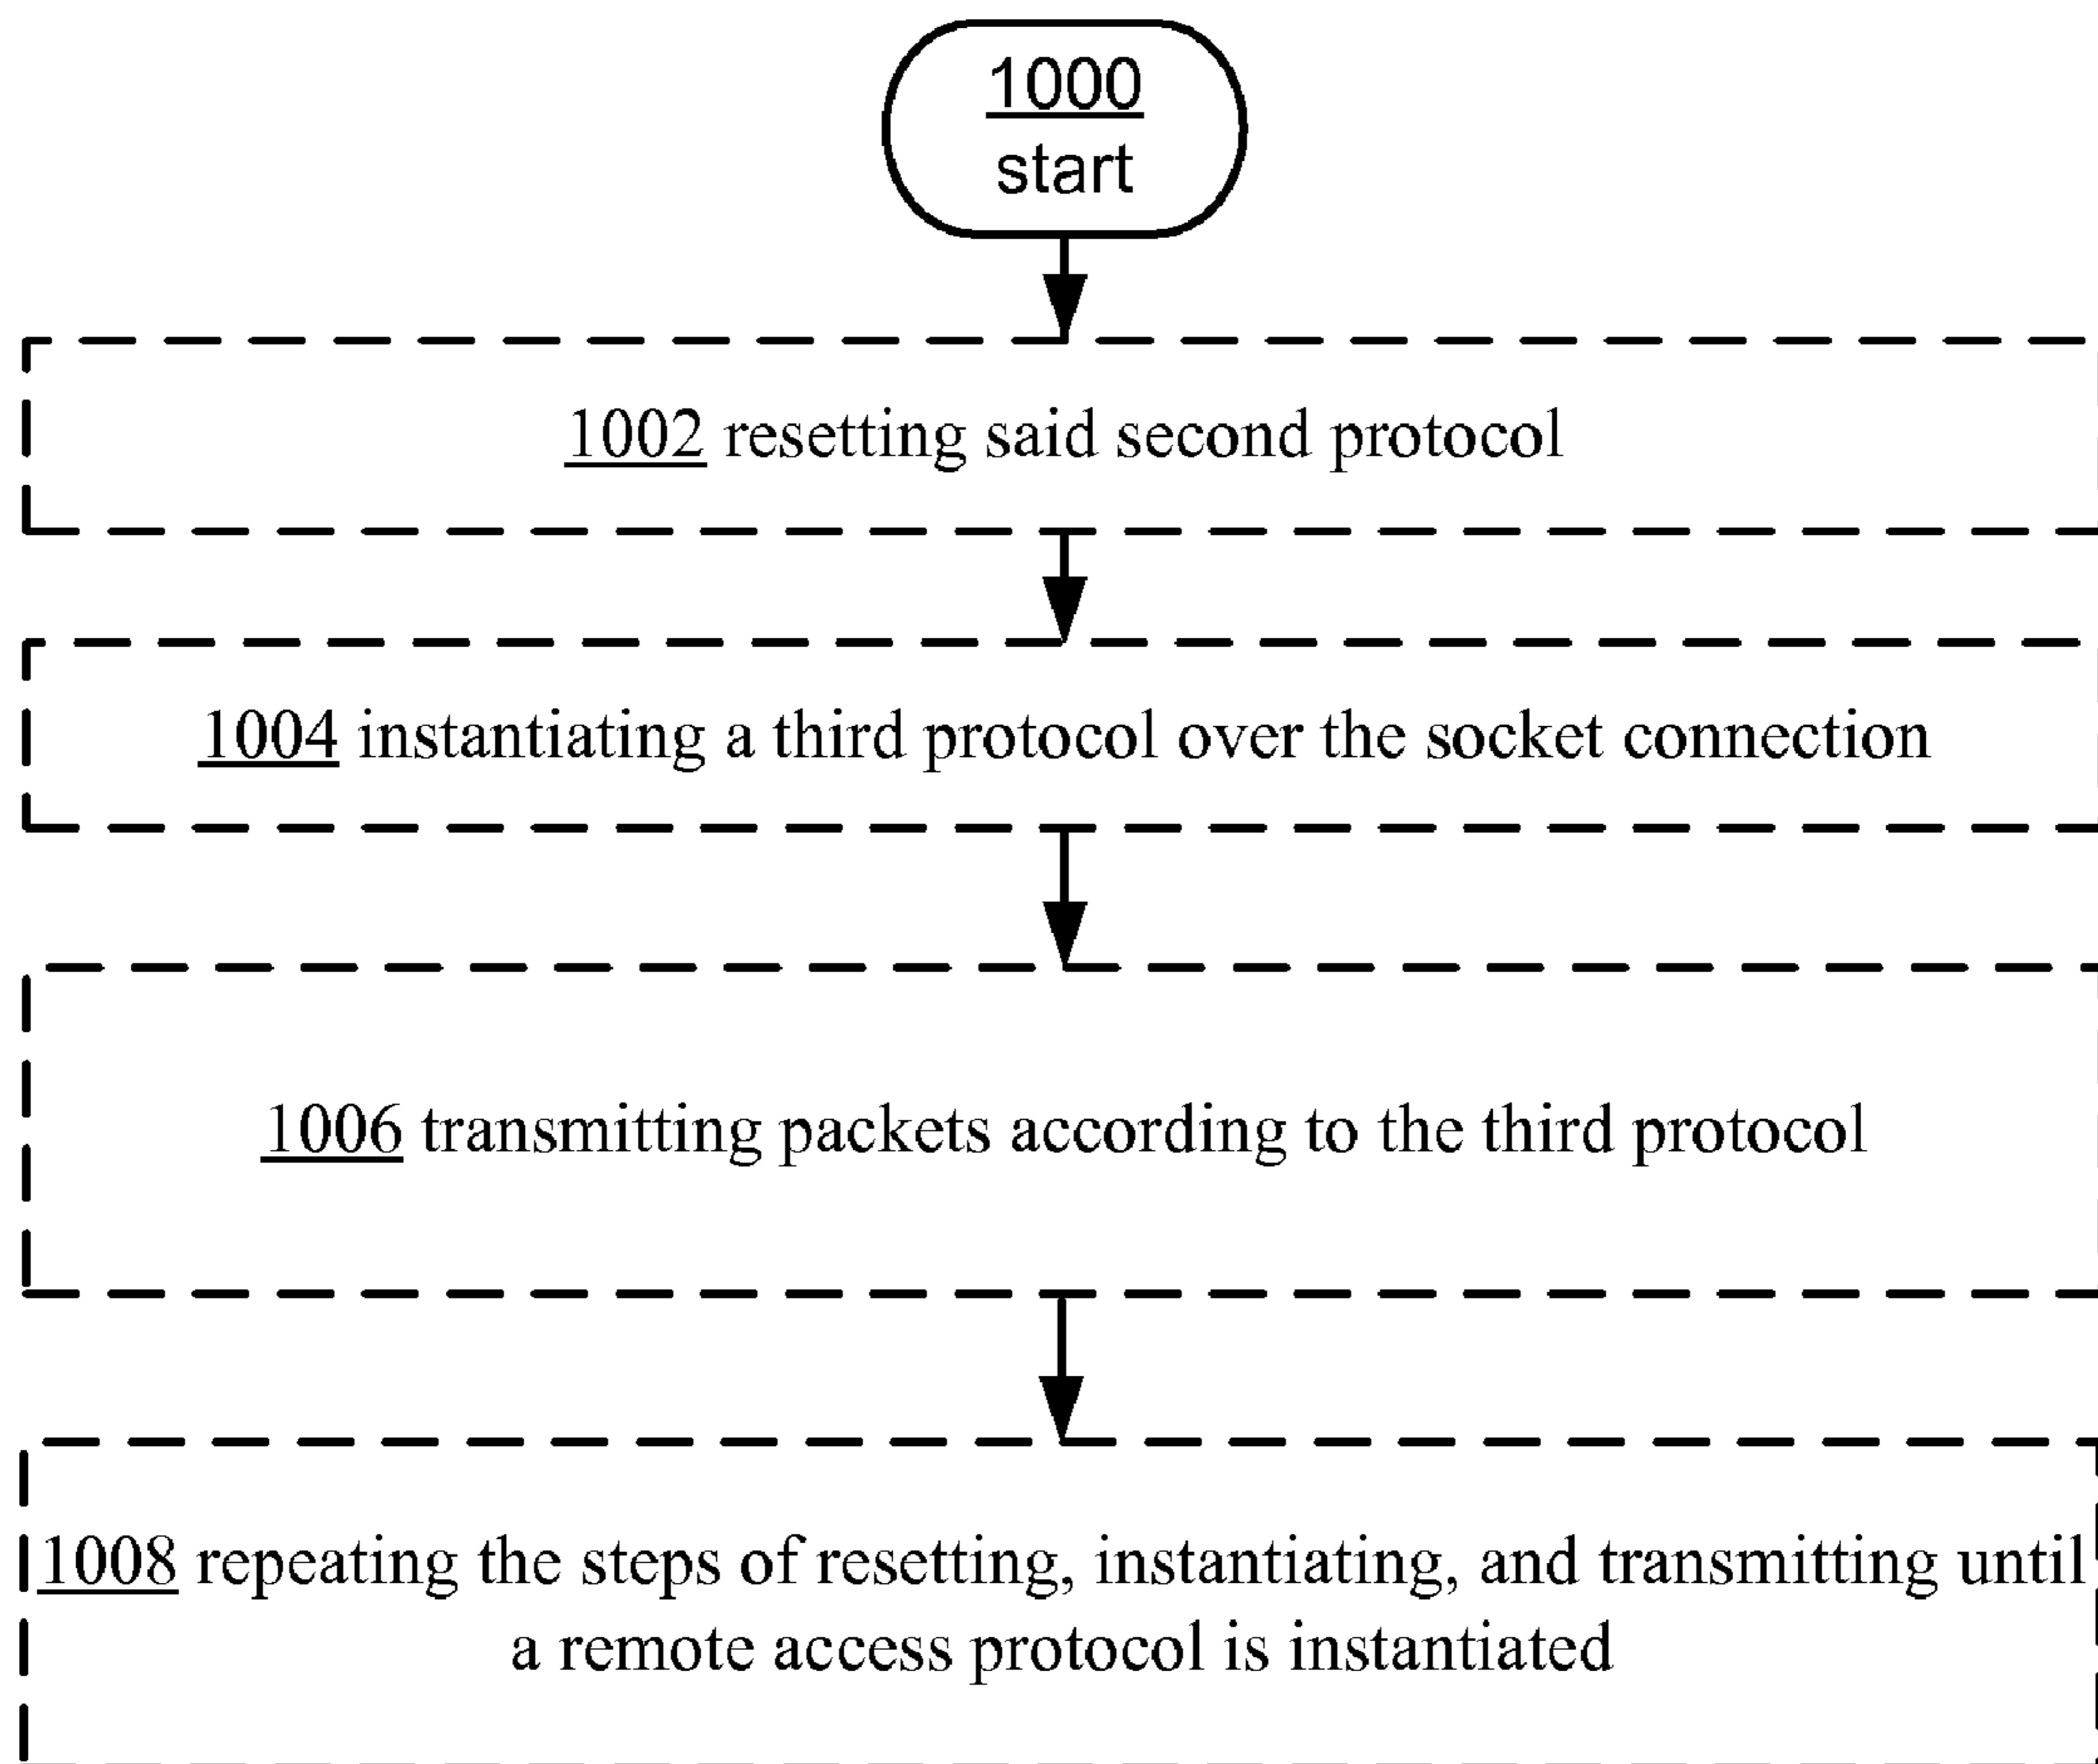 1000
start
1002 resetting said second protocol
1004 instantiating a third protocol over the socket connection
1006 transmitting packets according to the third protocol
1008 repeating the steps of resetting, instantiating, and transmitting until
a remote access protocol is instantiated